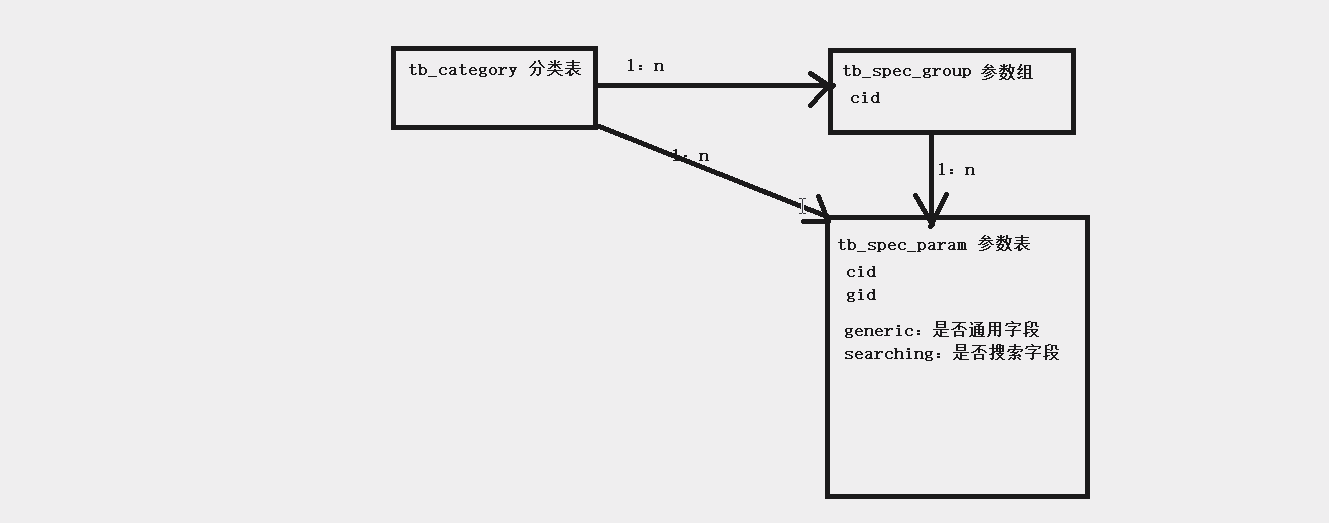 tb_category 分类表
1：n
tb_spec_group 参数组
cid
1：n
1：n
tb_spec_param 参数表
cid
gid
generic：是否通用字段
searching：是否搜索字段